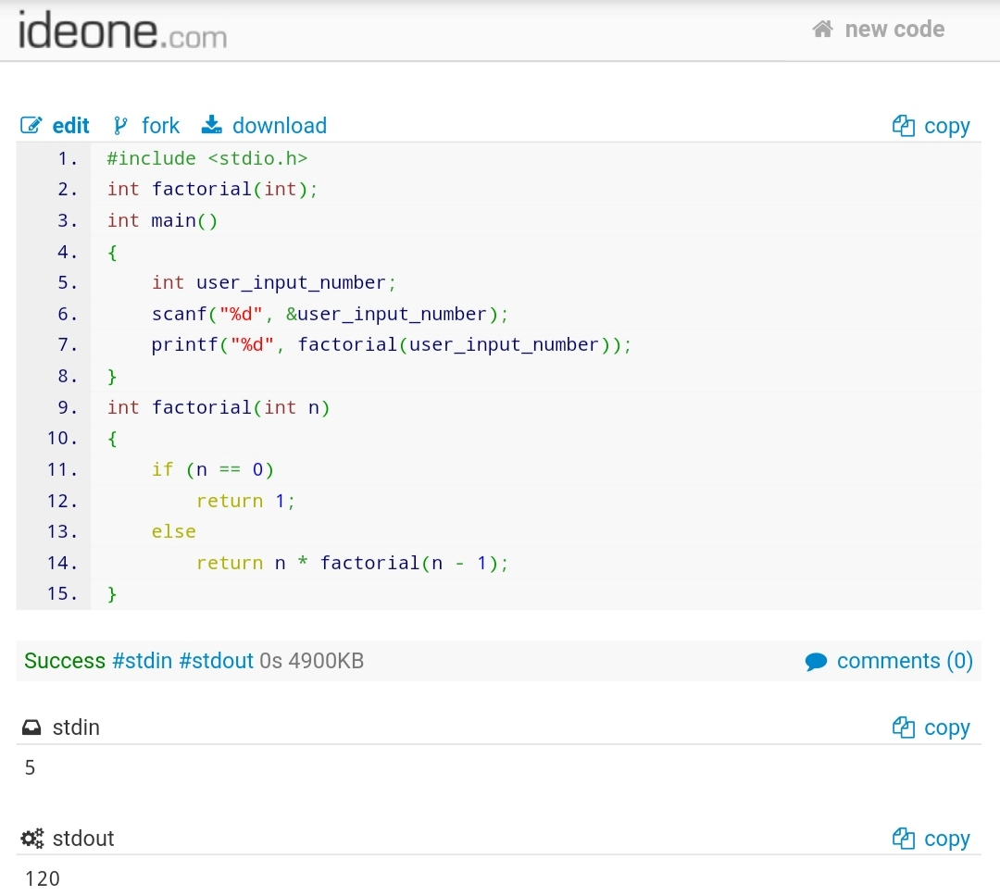 ideone.com new code
edit fork download copy
1. #include <stdio.h>
2. int factorial(int);
3. int main()
4. {
5.     int user_input_number;
6.     scanf("%d", &user_input_number);
7.     printf("%d", factorial(user_input_number));
8. }
9. int factorial(int n)
10. {
11.     if (n == 0)
12.         return 1;
13.     else
14.         return n * factorial(n - 1);
15. }
Success #stdin #stdout 0s 4900KB comments (0)
stdin copy
5
stdout copy
120